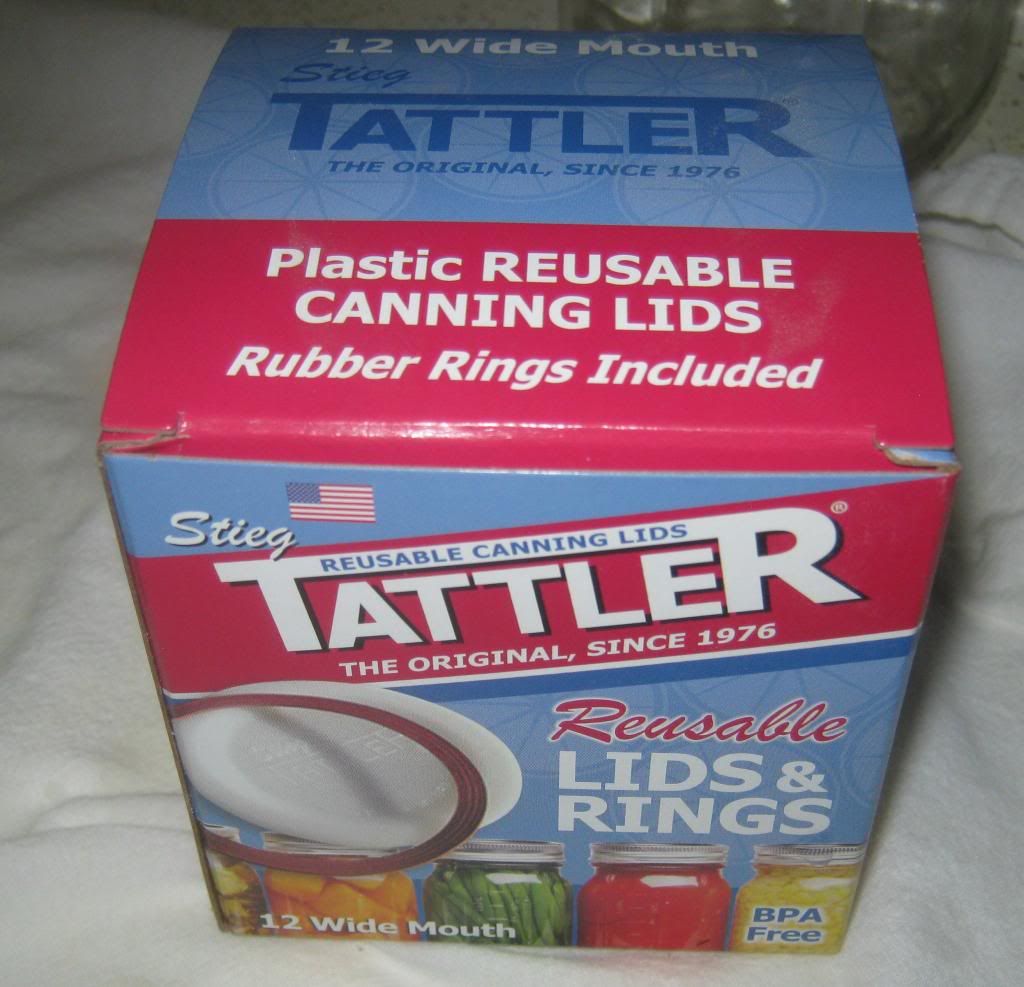 12 Wide Mouth
Stieg
TATTLER®
THE ORIGINAL, SINCE 1976
Plastic REUSABLE
CANNING LIDS
Rubber Rings Included
Stieg
REUSABLE CANNING LIDS
TATTLER®
THE ORIGINAL, SINCE 1976
Reusable
LIDS &
RINGS
12 Wide Mouth
BPA
Free